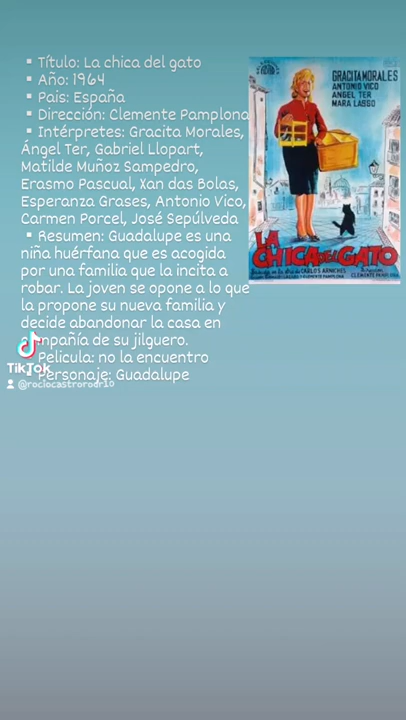 ▪ Título: La chica del gato
▪ Año: 1964
▪ Pais: España
▪ Dirección: Clemente Pamplona
▪ Intérpretes: Gracita Morales,
Ángel Ter, Gabriel Llopart,
Matilde Muñoz Sampedro,
Erasmo Pascual, Xan das Bolas,
Esperanza Grases, Antonio Vico,
Carmen Porcel, José Sepúlveda
▪ Resumen: Guadalupe es una
niña huérfana que es acogida
por una familia que la incita a
robar. La joven se opone a lo que
la propone su nueva familia y
decide abandonar la casa en
compañía de su jilguero.
▪ Pelicula: no la encuentro
▪ Personaje: Guadalupe
TikTok
@rociocastrorodr10
GRACITA MORALES
ANTONIO VICO
ANGEL TER
MARA LASSO
LA
CHICA DEL GATO
CARLOS ARNICHES
CLEMENTE PAMPLONA